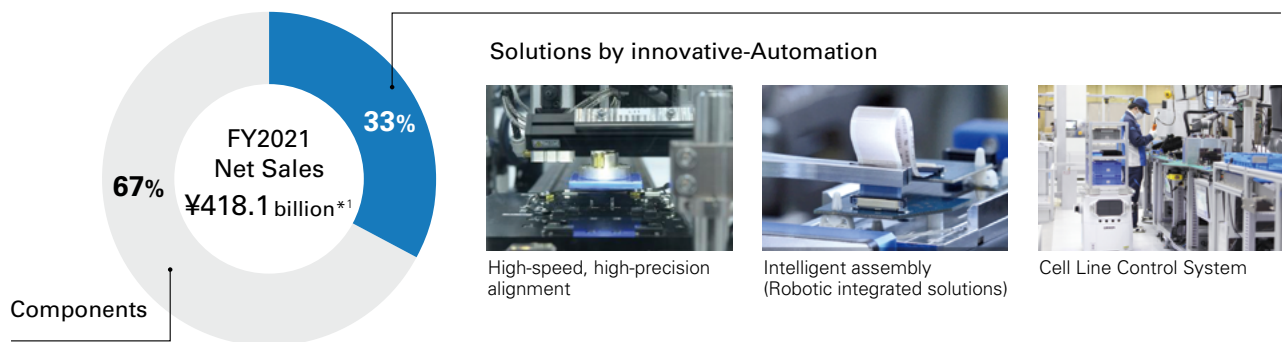 Solutions by innovative-Automation
33%
FY2021
Net Sales
¥418.1 billion*1
67%
High-speed, high-precision
alignment
Intelligent assembly
(Robotic integrated solutions)
Cell Line Control System
Components